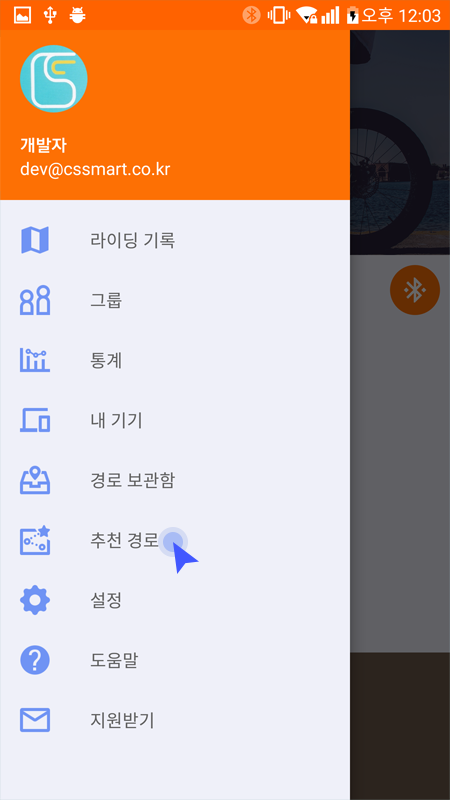 오후 12:03
개발자
dev@cssmart.co.kr
라이딩 기록
그룹
통계
내 기기
경로 보관함
추천 경로
설정
도움말
지원받기